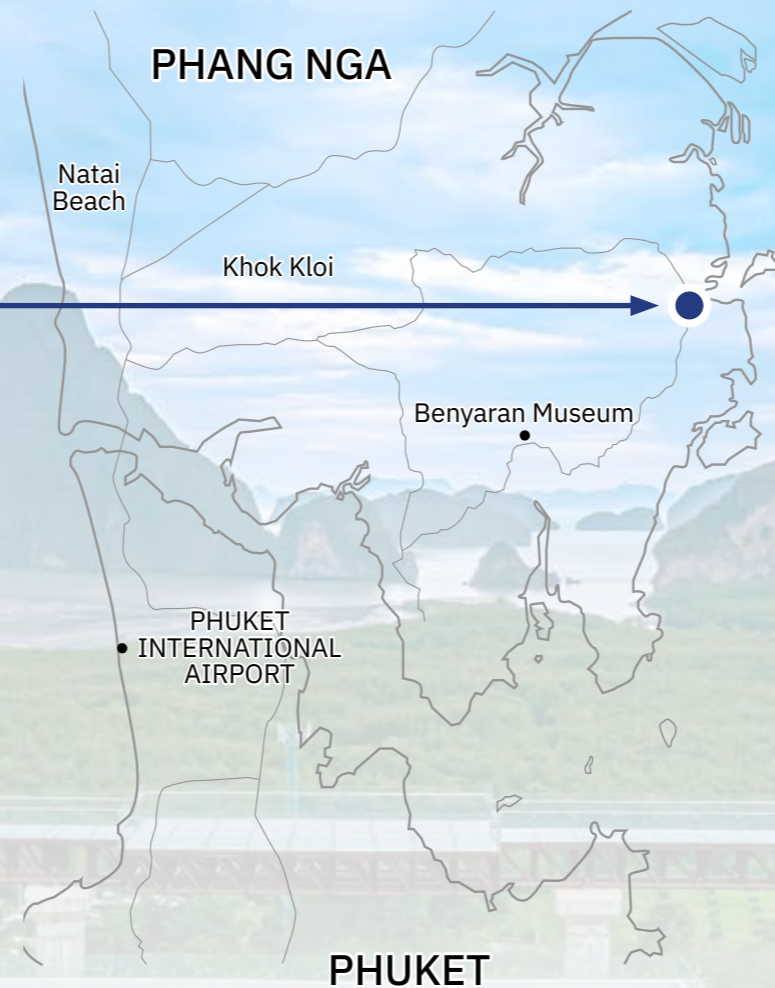 PHANG NGA
Natai
Beach
Khok Kloi
Benyaran Museum
PHUKET
INTERNATIONAL
AIRPORT
PHUKET